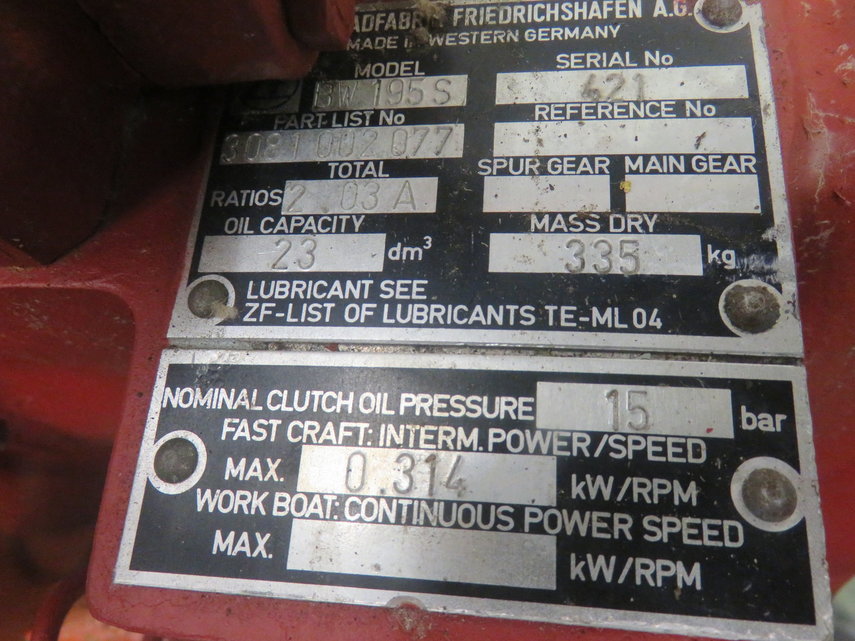 FRIEDRICHSHAFEN A.G.
MADE IN WESTERN GERMANY
MODEL BW 195 S
SERIAL No 621
PART LIST No 3081 002 077
REFERENCE No
TOTAL
RATIOS 2.03 A
SPUR GEAR MAIN GEAR
OIL CAPACITY 23 dm³
MASS DRY 335 kg
LUBRICANT SEE
ZF-LIST OF LUBRICANTS TE-ML 04
NOMINAL CLUTCH OIL PRESSURE 15 bar
FAST CRAFT: INTERM. POWER/SPEED
MAX. 0.314 kW/RPM
WORK BOAT: CONTINUOUS POWER SPEED
MAX. kW/RPM